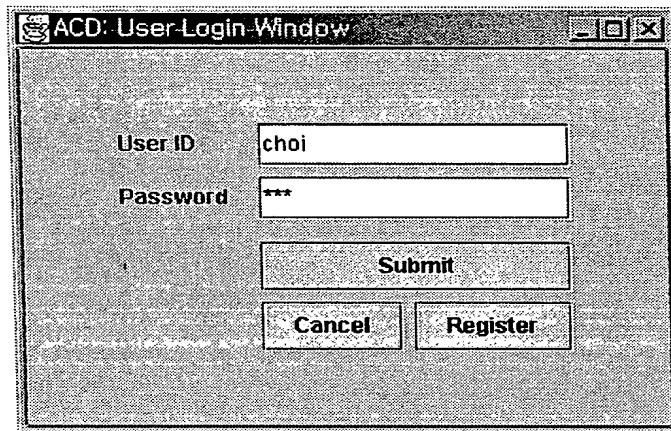 ACD: User-Login-Window
User ID choi
Password ***
Submit
Cancel Register